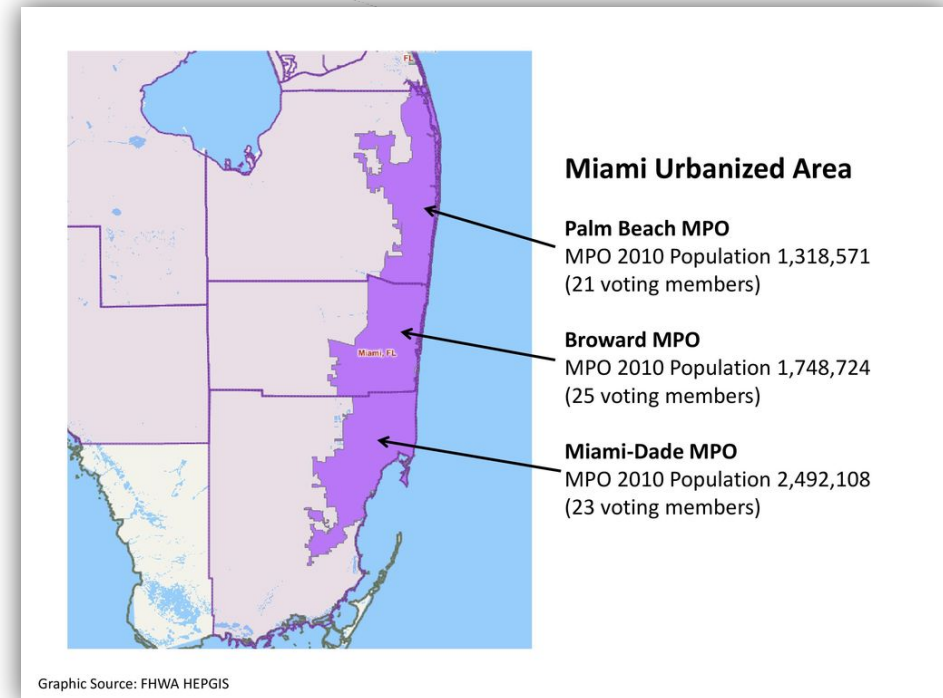 FL
Miami, FL
Miami Urbanized Area
Palm Beach MPO
MPO 2010 Population 1,318,571
(21 voting members)
Broward MPO
MPO 2010 Population 1,748,724
(25 voting members)
Miami-Dade MPO
MPO 2010 Population 2,492,108
(23 voting members)
Graphic Source: FHWA HEPGIS